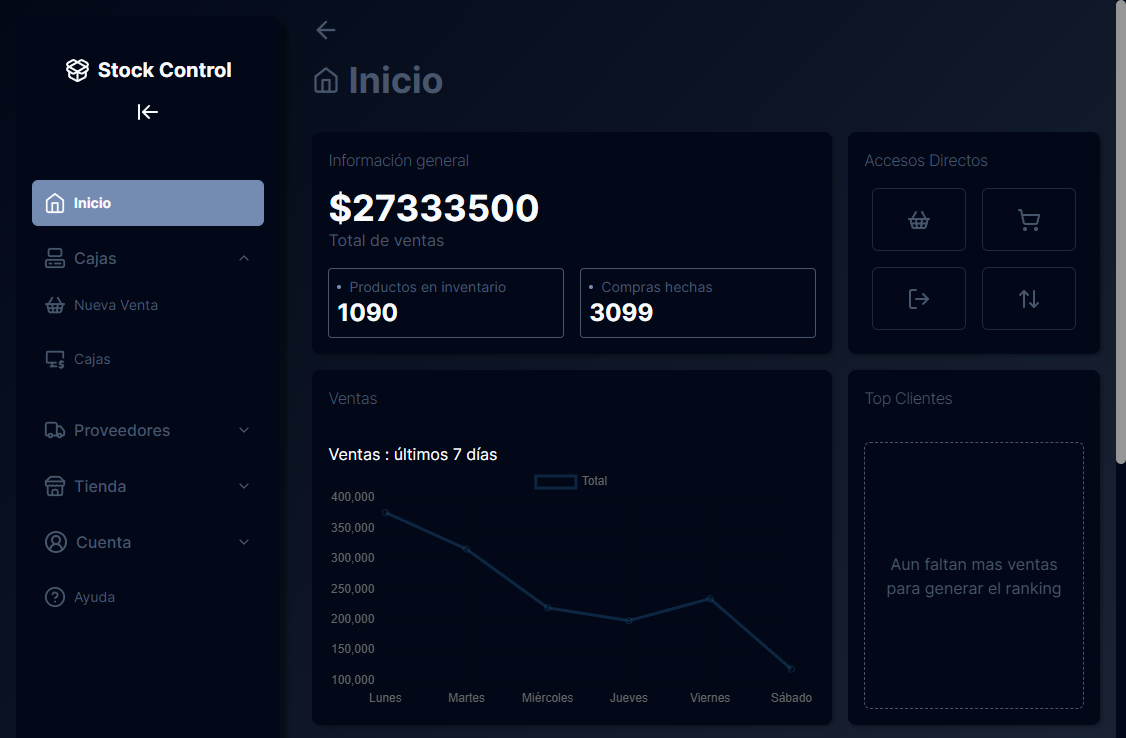 Stock Control
Inicio
Cajas
Nueva Venta
Cajas
Proveedores
Tienda
Cuenta
Ayuda
Inicio
Información general
$27333500
Total de ventas
• Productos en inventario
1090
• Compras hechas
3099
Accesos Directos
Ventas
Ventas : últimos 7 días
Total
400,000
350,000
300,000
250,000
200,000
150,000
100,000
Lunes Martes Miércoles Jueves Viernes Sábado
Top Clientes
Aun faltan mas ventas
para generar el ranking